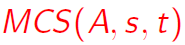 MCS(A, s, t)